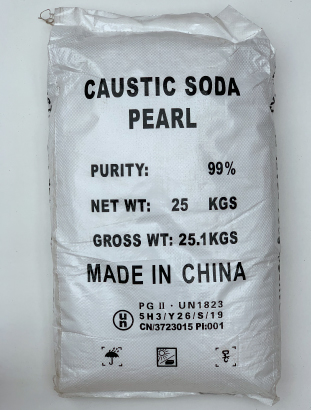 CAUSTIC SODA
PEARL
PURITY: 99%
NET WT: 25 KGS
GROSS WT: 25.1KGS
MADE IN CHINA
PG II · UN1823
un 5H3/Y26/S/19
CN/3723015 PI:001